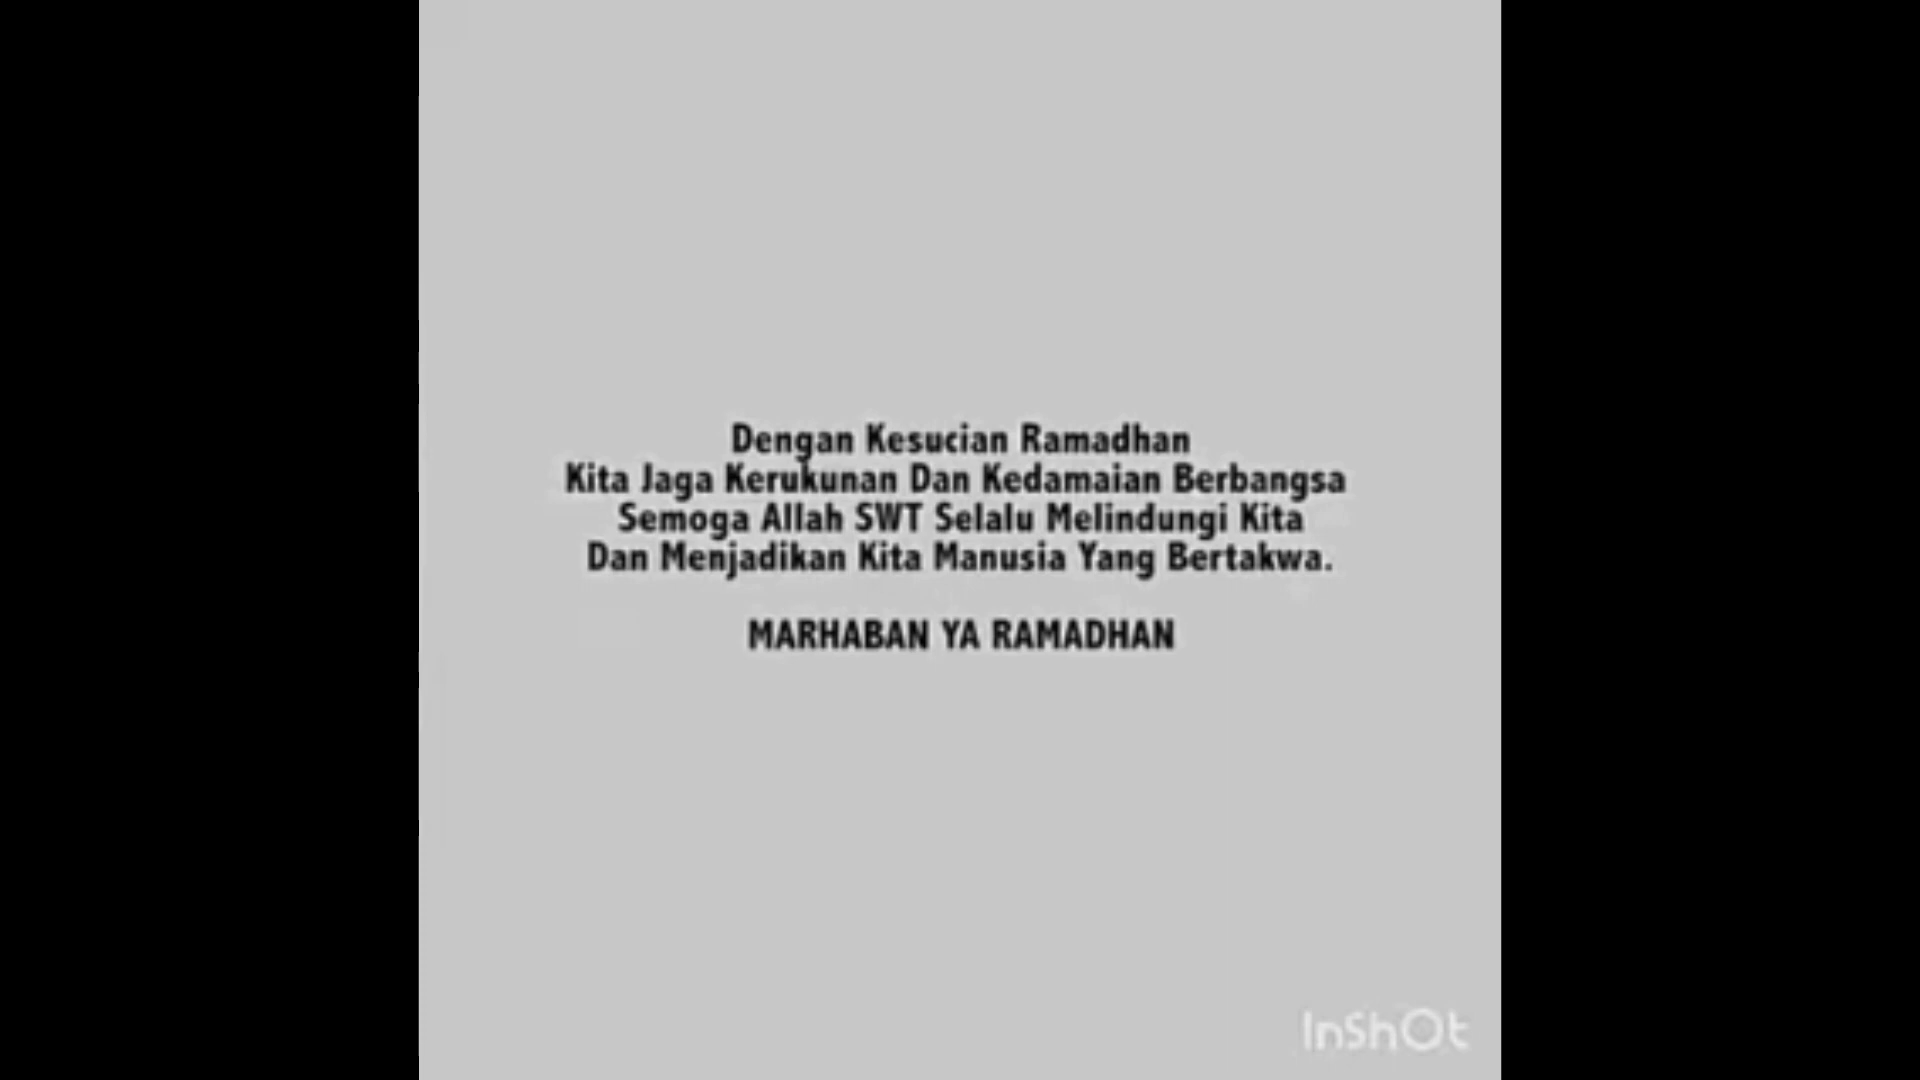 Dengan Kesucian Ramadhan
Kita Jaga Kerukunan Dan Kedamaian Berbangsa
Semoga Allah SWT Selalu Melindungi Kita
Dan Menjadikan Kita Manusia Yang Bertakwa.
MARHABAN YA RAMADHAN
InShOt